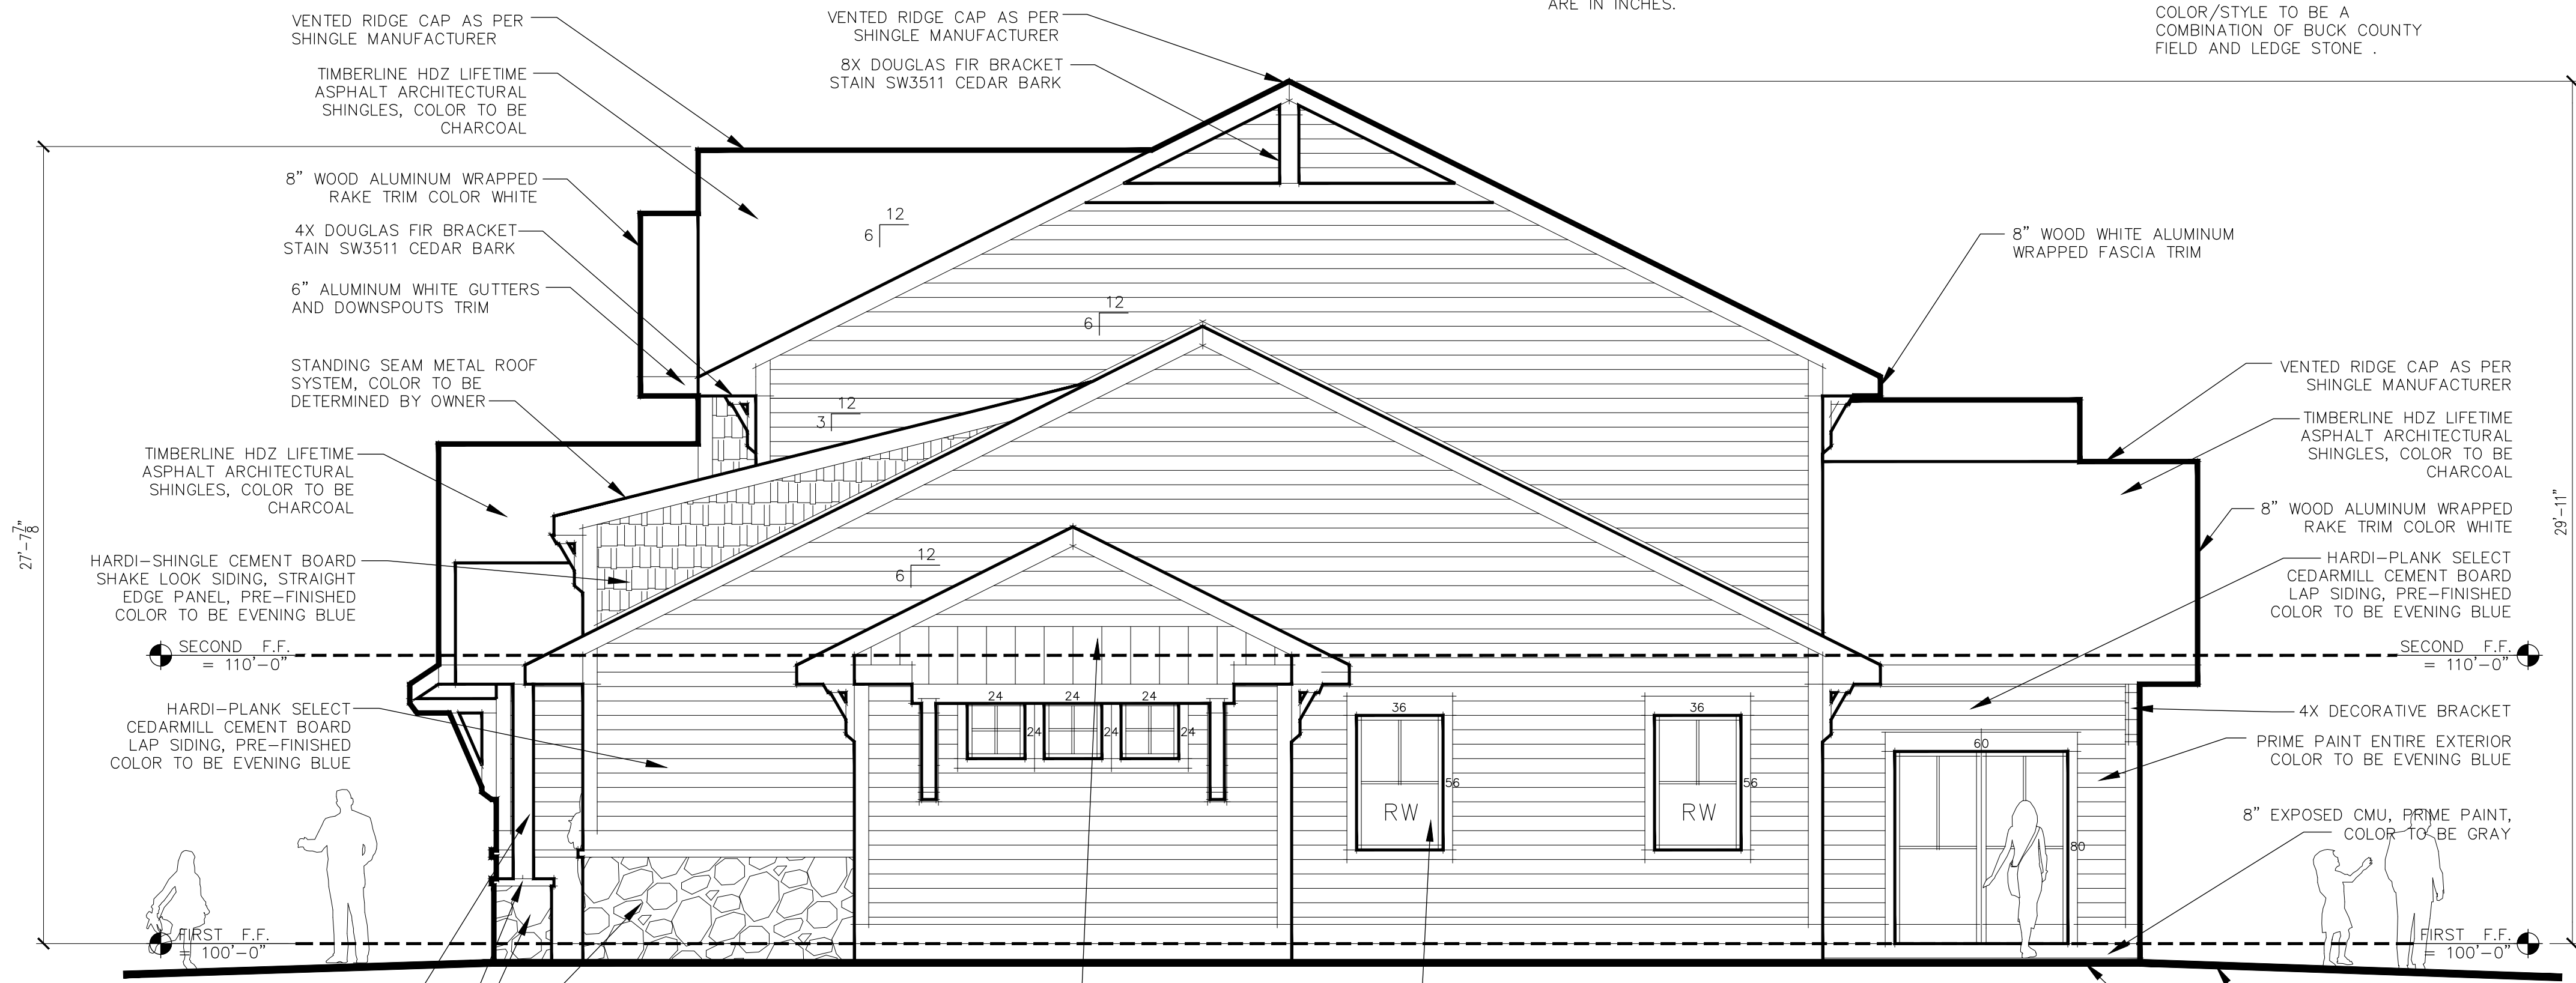 ARE IN INCHES.
COLOR/STYLE TO BE A
COMBINATION OF BUCK COUNTY
FIELD AND LEDGE STONE .
VENTED RIDGE CAP AS PER
SHINGLE MANUFACTURER
VENTED RIDGE CAP AS PER
SHINGLE MANUFACTURER
TIMBERLINE HDZ LIFETIME
ASPHALT ARCHITECTURAL
SHINGLES, COLOR TO BE
CHARCOAL
8X DOUGLAS FIR BRACKET
STAIN SW3511 CEDAR BARK
8" WOOD ALUMINUM WRAPPED
RAKE TRIM COLOR WHITE
4X DOUGLAS FIR BRACKET
STAIN SW3511 CEDAR BARK
6" ALUMINUM WHITE GUTTERS
AND DOWNSPOUTS TRIM
STANDING SEAM METAL ROOF
SYSTEM, COLOR TO BE
DETERMINED BY OWNER
TIMBERLINE HDZ LIFETIME
ASPHALT ARCHITECTURAL
SHINGLES, COLOR TO BE
CHARCOAL
27'-7 7/8"
HARDI-SHINGLE CEMENT BOARD
SHAKE LOOK SIDING, STRAIGHT
EDGE PANEL, PRE-FINISHED
COLOR TO BE EVENING BLUE
SECOND F.F.
= 110'-0"
HARDI-PLANK SELECT
CEDARMILL CEMENT BOARD
LAP SIDING, PRE-FINISHED
COLOR TO BE EVENING BLUE
FIRST F.F.
= 100'-0"
12
6
12
6
12
3
12
6
24
24
24
24
24
24
36
56
RW
36
56
RW
60
80
8" WOOD WHITE ALUMINUM
WRAPPED FASCIA TRIM
VENTED RIDGE CAP AS PER
SHINGLE MANUFACTURER
TIMBERLINE HDZ LIFETIME
ASPHALT ARCHITECTURAL
SHINGLES, COLOR TO BE
CHARCOAL
8" WOOD ALUMINUM WRAPPED
RAKE TRIM COLOR WHITE
29'-11"
HARDI-PLANK SELECT
CEDARMILL CEMENT BOARD
LAP SIDING, PRE-FINISHED
COLOR TO BE EVENING BLUE
SECOND F.F.
= 110'-0"
4X DECORATIVE BRACKET
PRIME PAINT ENTIRE EXTERIOR
COLOR TO BE EVENING BLUE
8" EXPOSED CMU, PRIME PAINT,
COLOR TO BE GRAY
FIRST F.F.
= 100'-0"